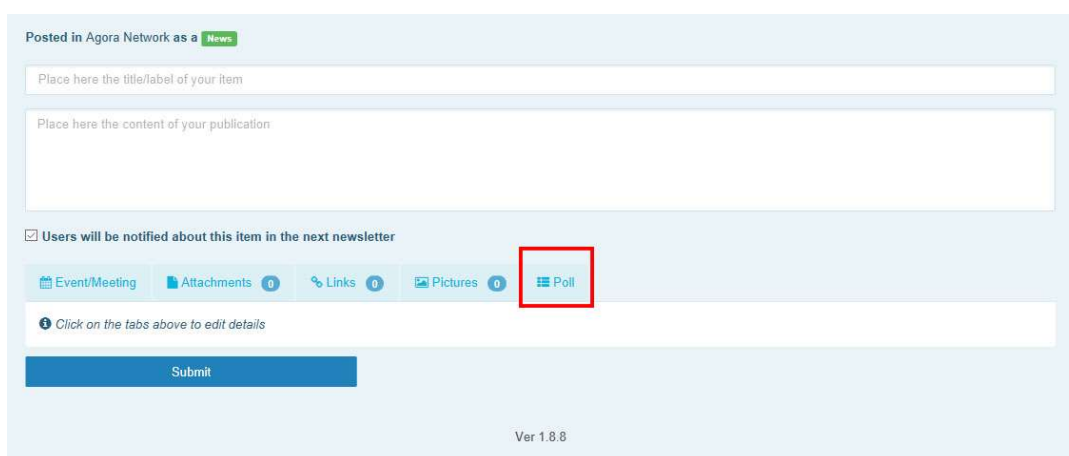 Posted in Agora Network as a News
Place here the title/label of your item
Place here the content of your publication
Users will be notified about this item in the next newsletter
Event/Meeting Attachments 0 Links 0 Pictures 0 Poll
Click on the tabs above to edit details
Submit
Ver 1.8.8